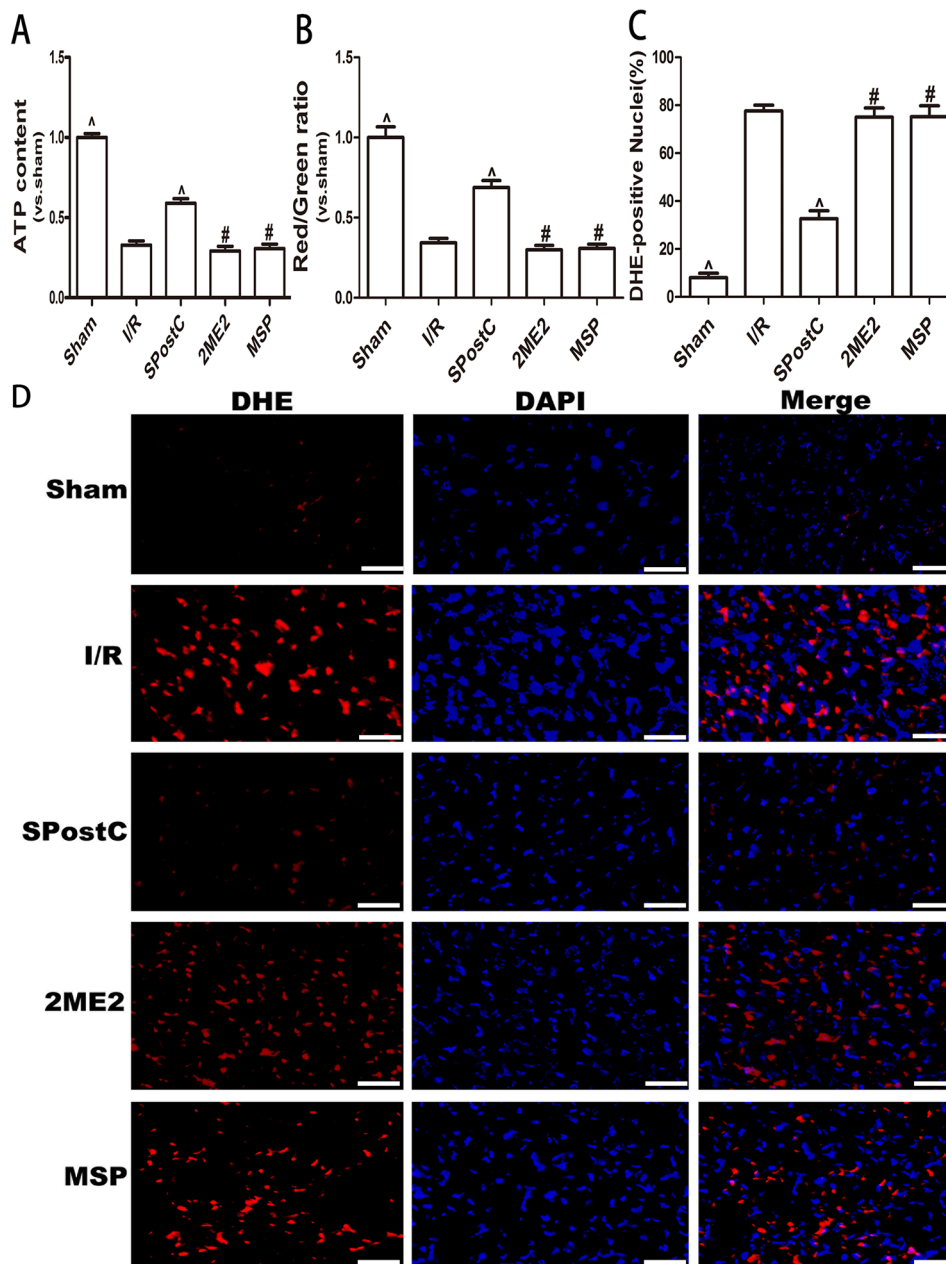 A
ATP content
(vs.sham)
1.5
1.0
0.5
0.0
^
^
#
#
Sham
I/R
SPostC
2ME2
MSP
B
Red/Green ratio
(vs.sham)
1.5
1.0
0.5
0.0
^
^
#
#
Sham
I/R
SPostC
2ME2
MSP
C
DHE-positive Nuclei(%)
100
80
60
40
20
0
^
^
#
#
Sham
I/R
SPostC
2ME2
MSP
D
DHE DAPI Merge
Sham
I/R
SPostC
2ME2
MSP